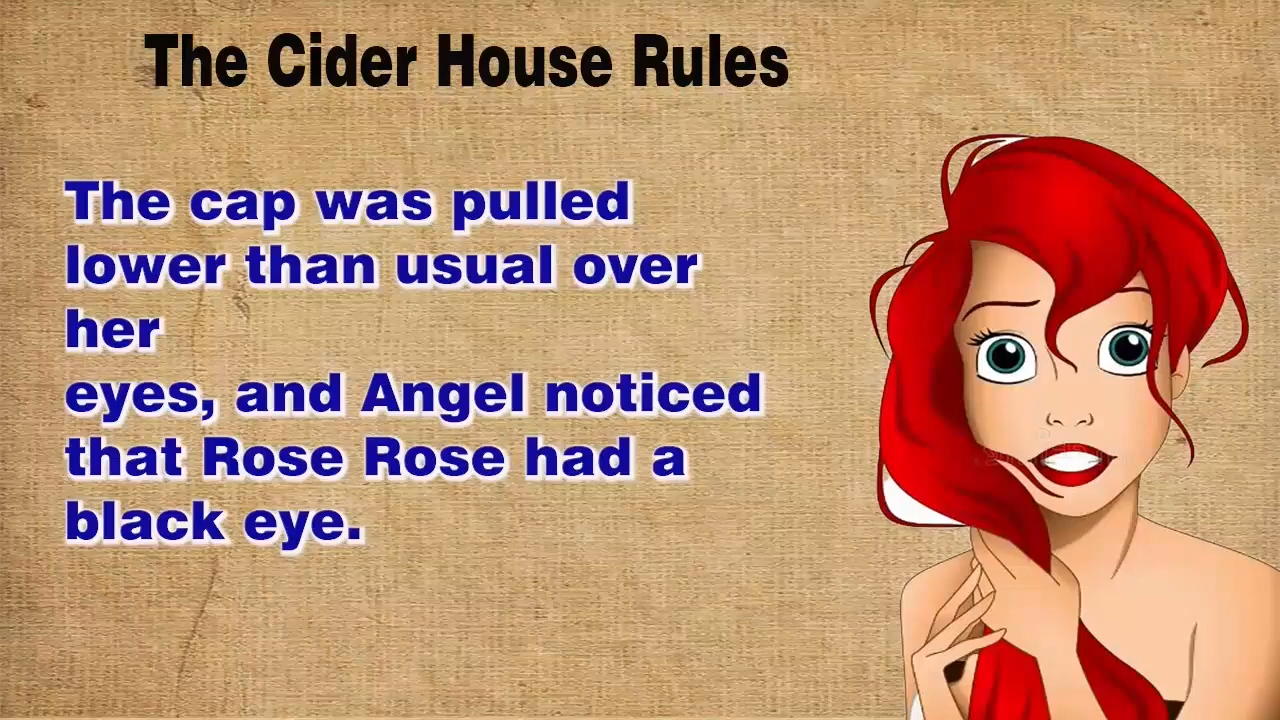 The Cider House Rules
The cap was pulled
lower than usual over
her
eyes, and Angel noticed
that Rose Rose had a
black eye.